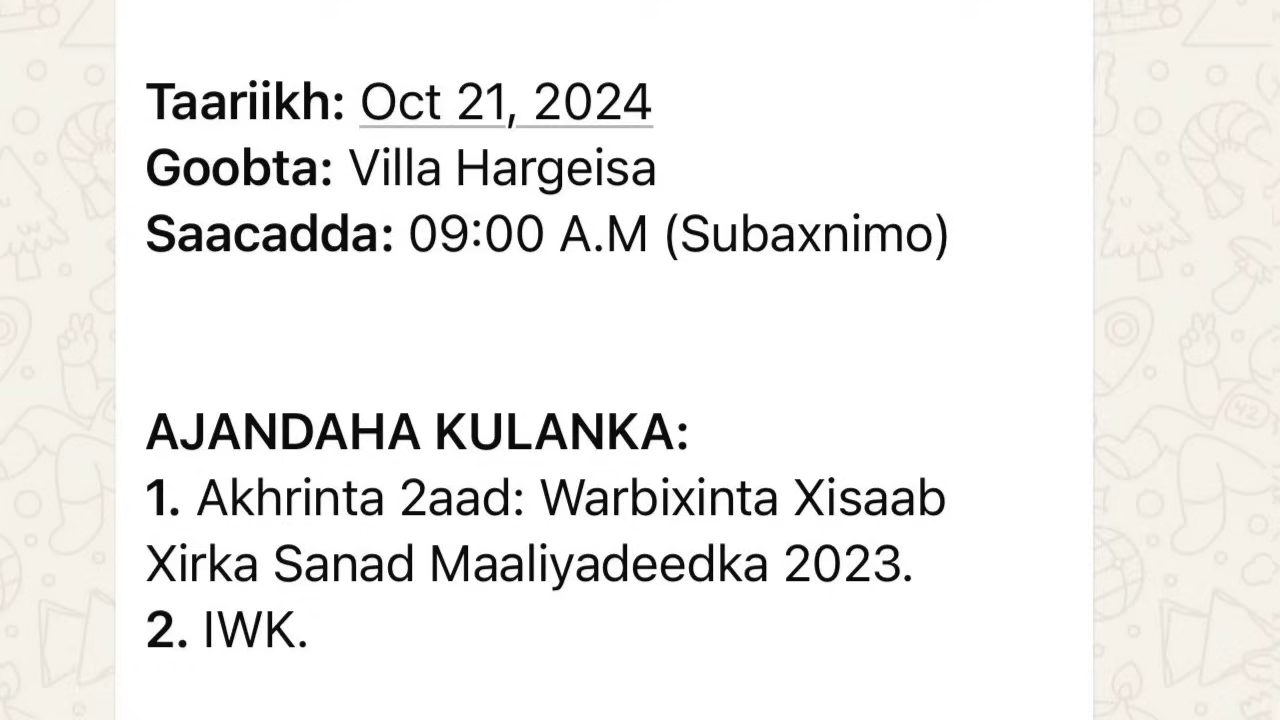 Taariikh: Oct 21, 2024
Goobta: Villa Hargeisa
Saacadda: 09:00 A.M (Subaxnimo)
AJANDAHA KULANKA:
1. Akhrinta 2aad: Warbixinta Xisaab
Xirka Sanad Maaliyadeedka 2023.
2. IWK.